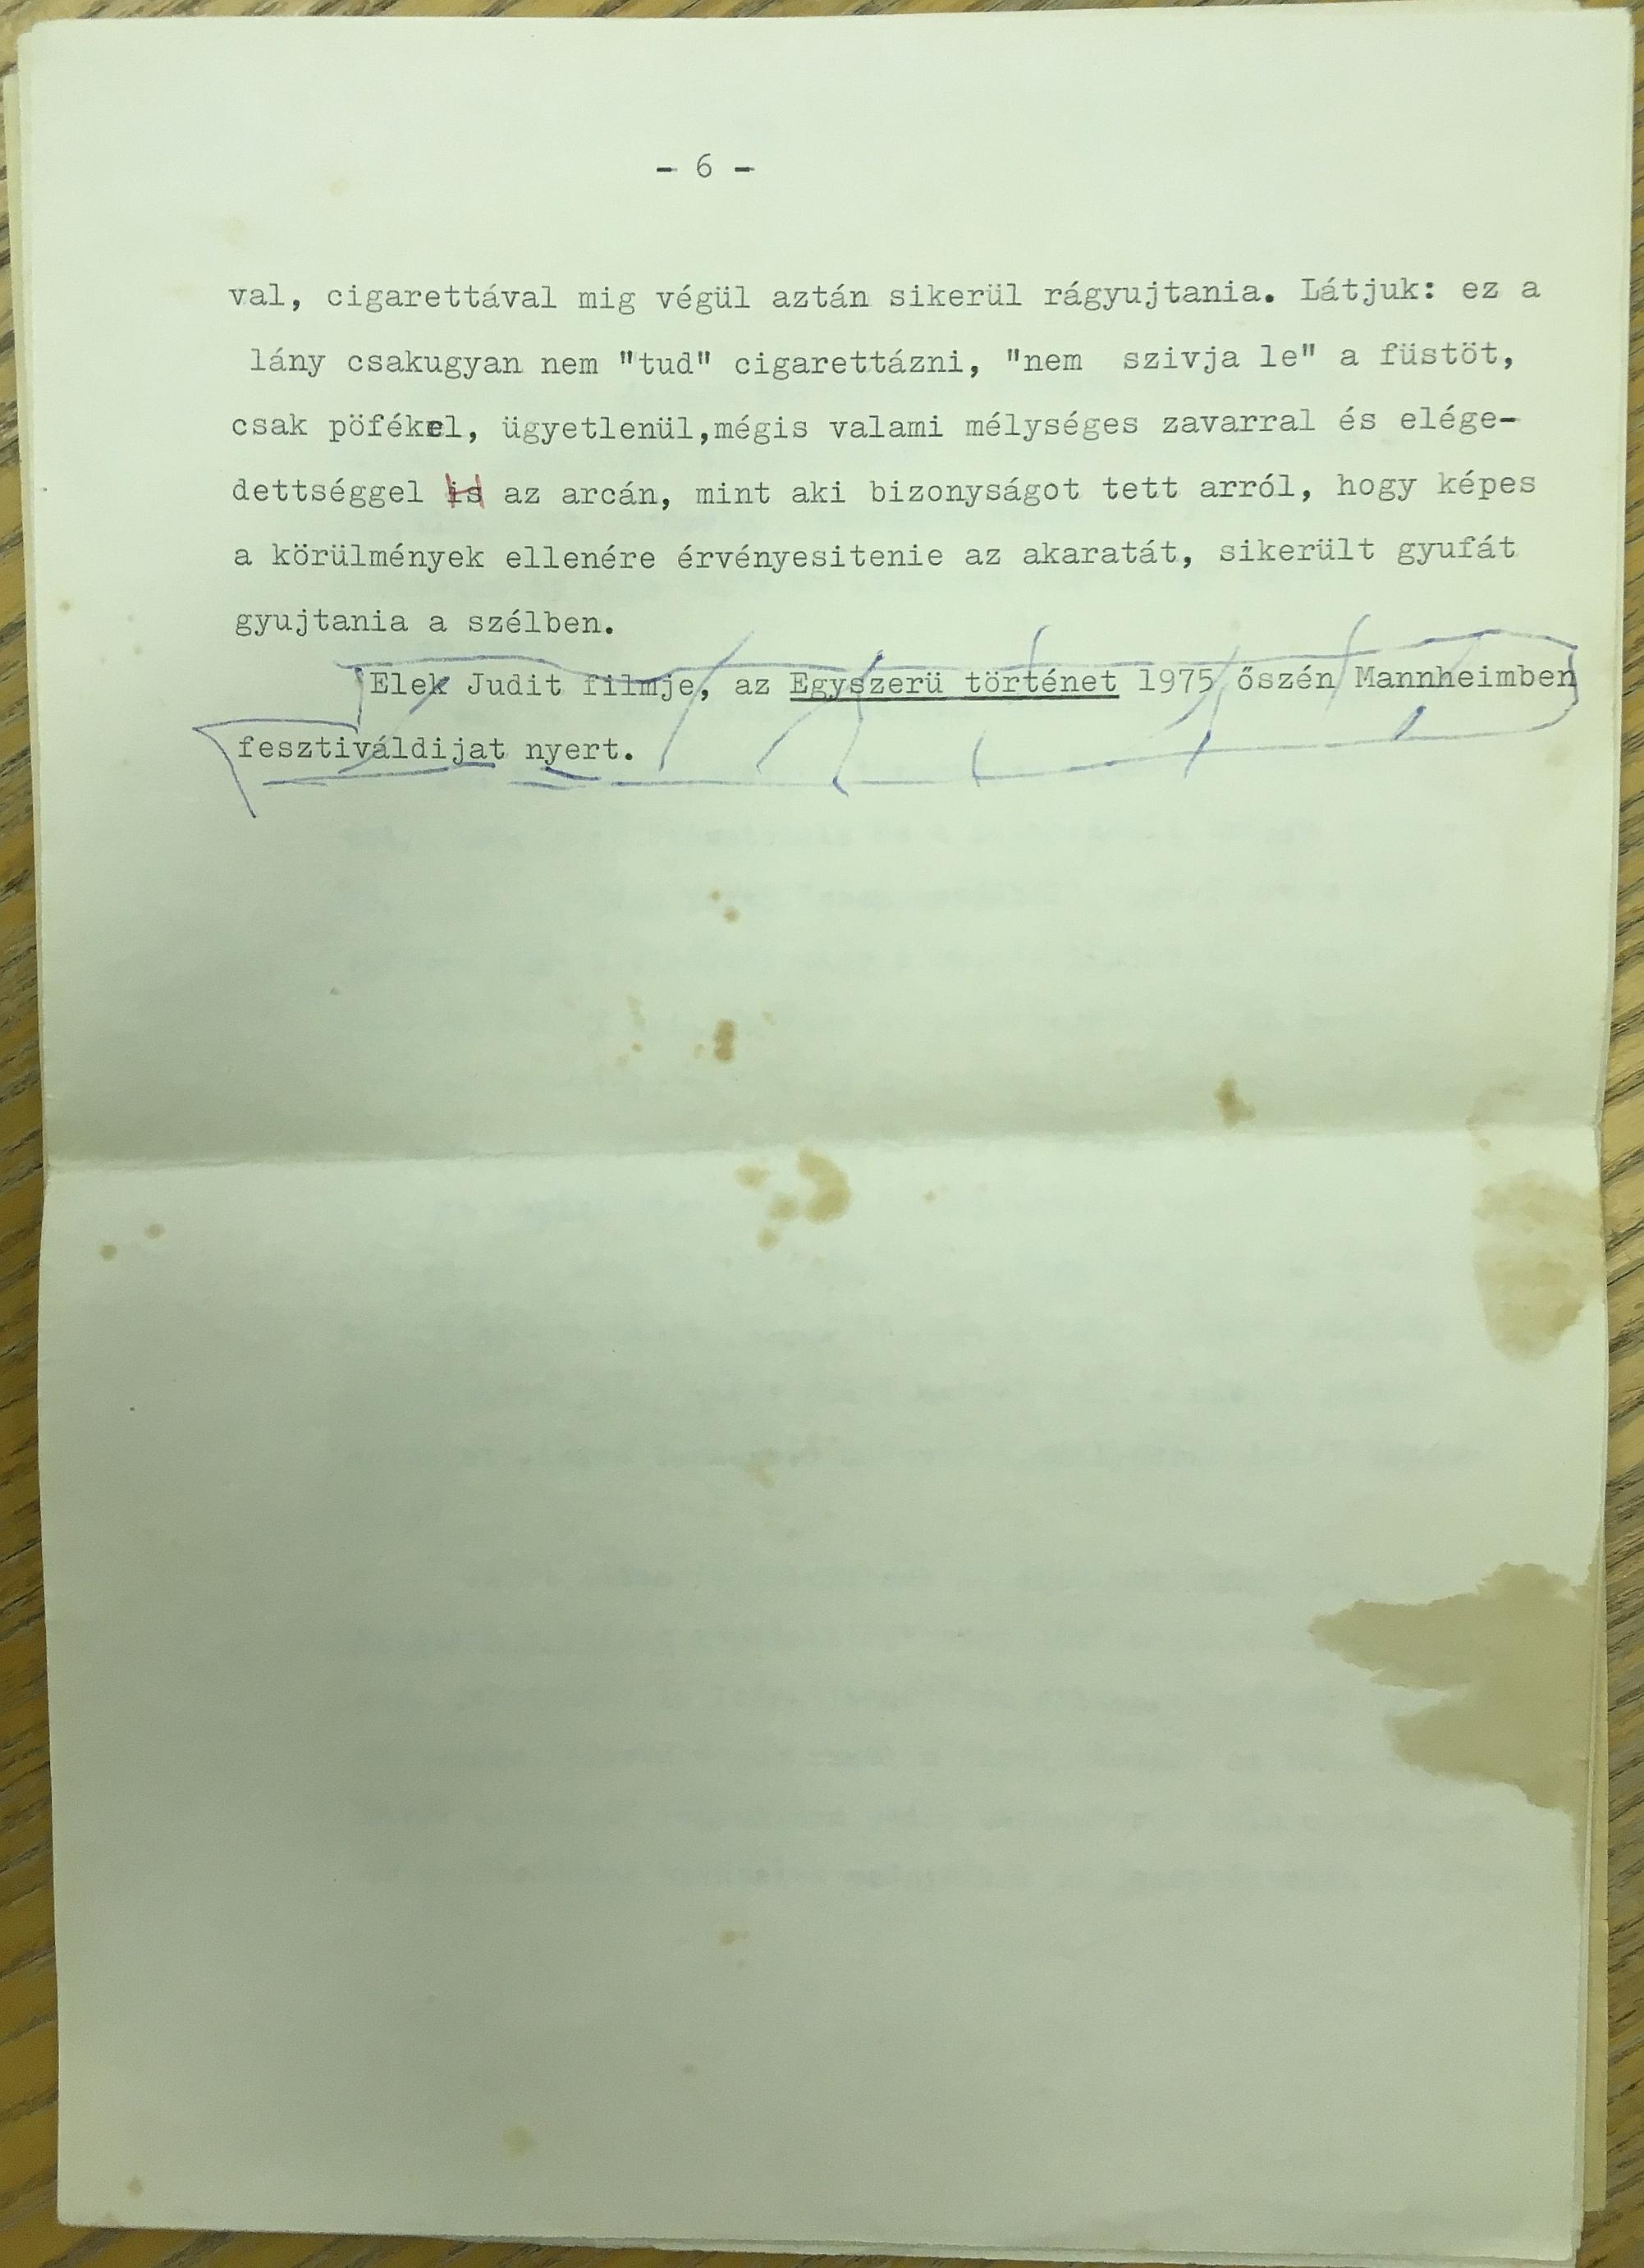 - 6 -
val, cigarettával mig végül aztán sikerül rágyujtania. Látjuk: ez a
lány csakugyan nem "tud" cigarettázni, "nem szivja le" a füstöt,
csak pöfékel, ügyetlenül,mégis valami mélységes zavarral és elége-
dettséggel is az arcán, mint aki bizonyságot tett arról, hogy képes
a körülmények ellenére érvényesitenie az akaratát, sikerült gyufát
gyujtania a szélben.
Elek Judit filmje, az Egyszerü történet 1975 őszén Mannheimben
fesztiváldijat nyert.